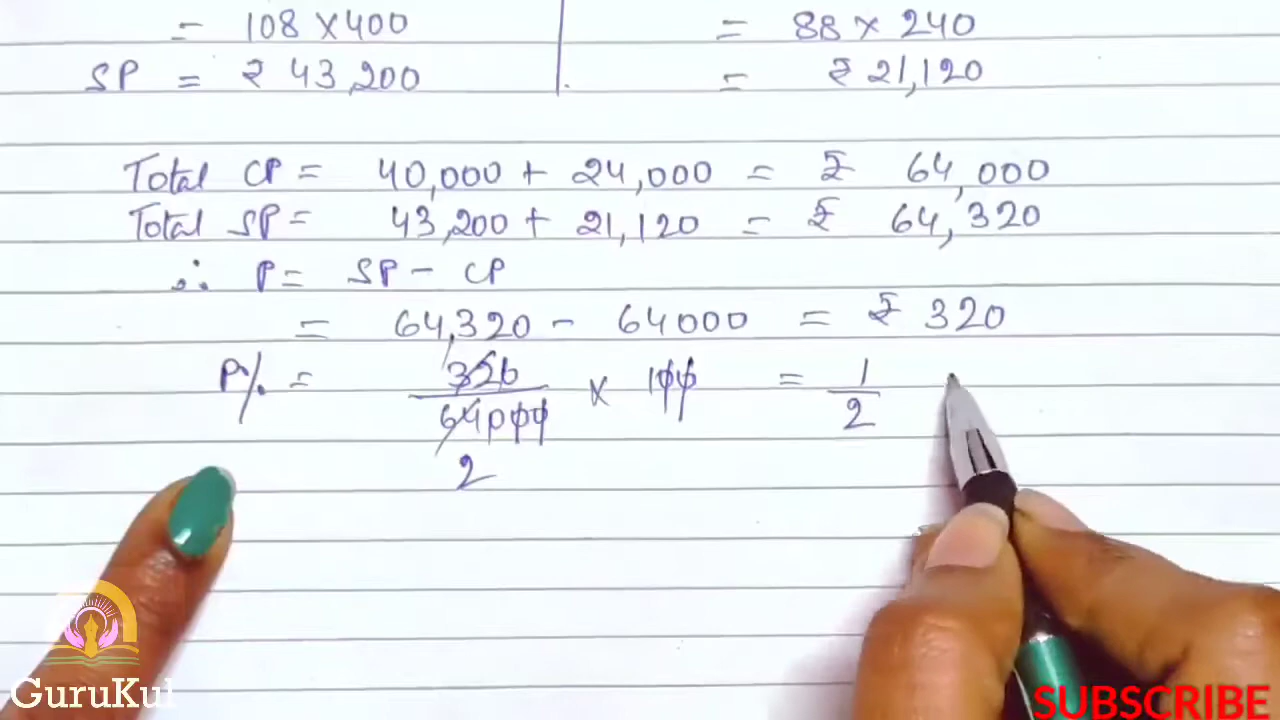 = 108 × 400
SP = ₹ 43,200
= 88 × 240
= ₹ 21,120
Total CP = 40,000 + 24,000 = ₹ 64,000
Total SP = 43,200 + 21,120 = ₹ 64,320
∴ P = SP - CP
= 64,320 - 64000 = ₹ 320
P% = 320/64000 × 100 = 1/2
2
GuruKul
SUBSCRIBE